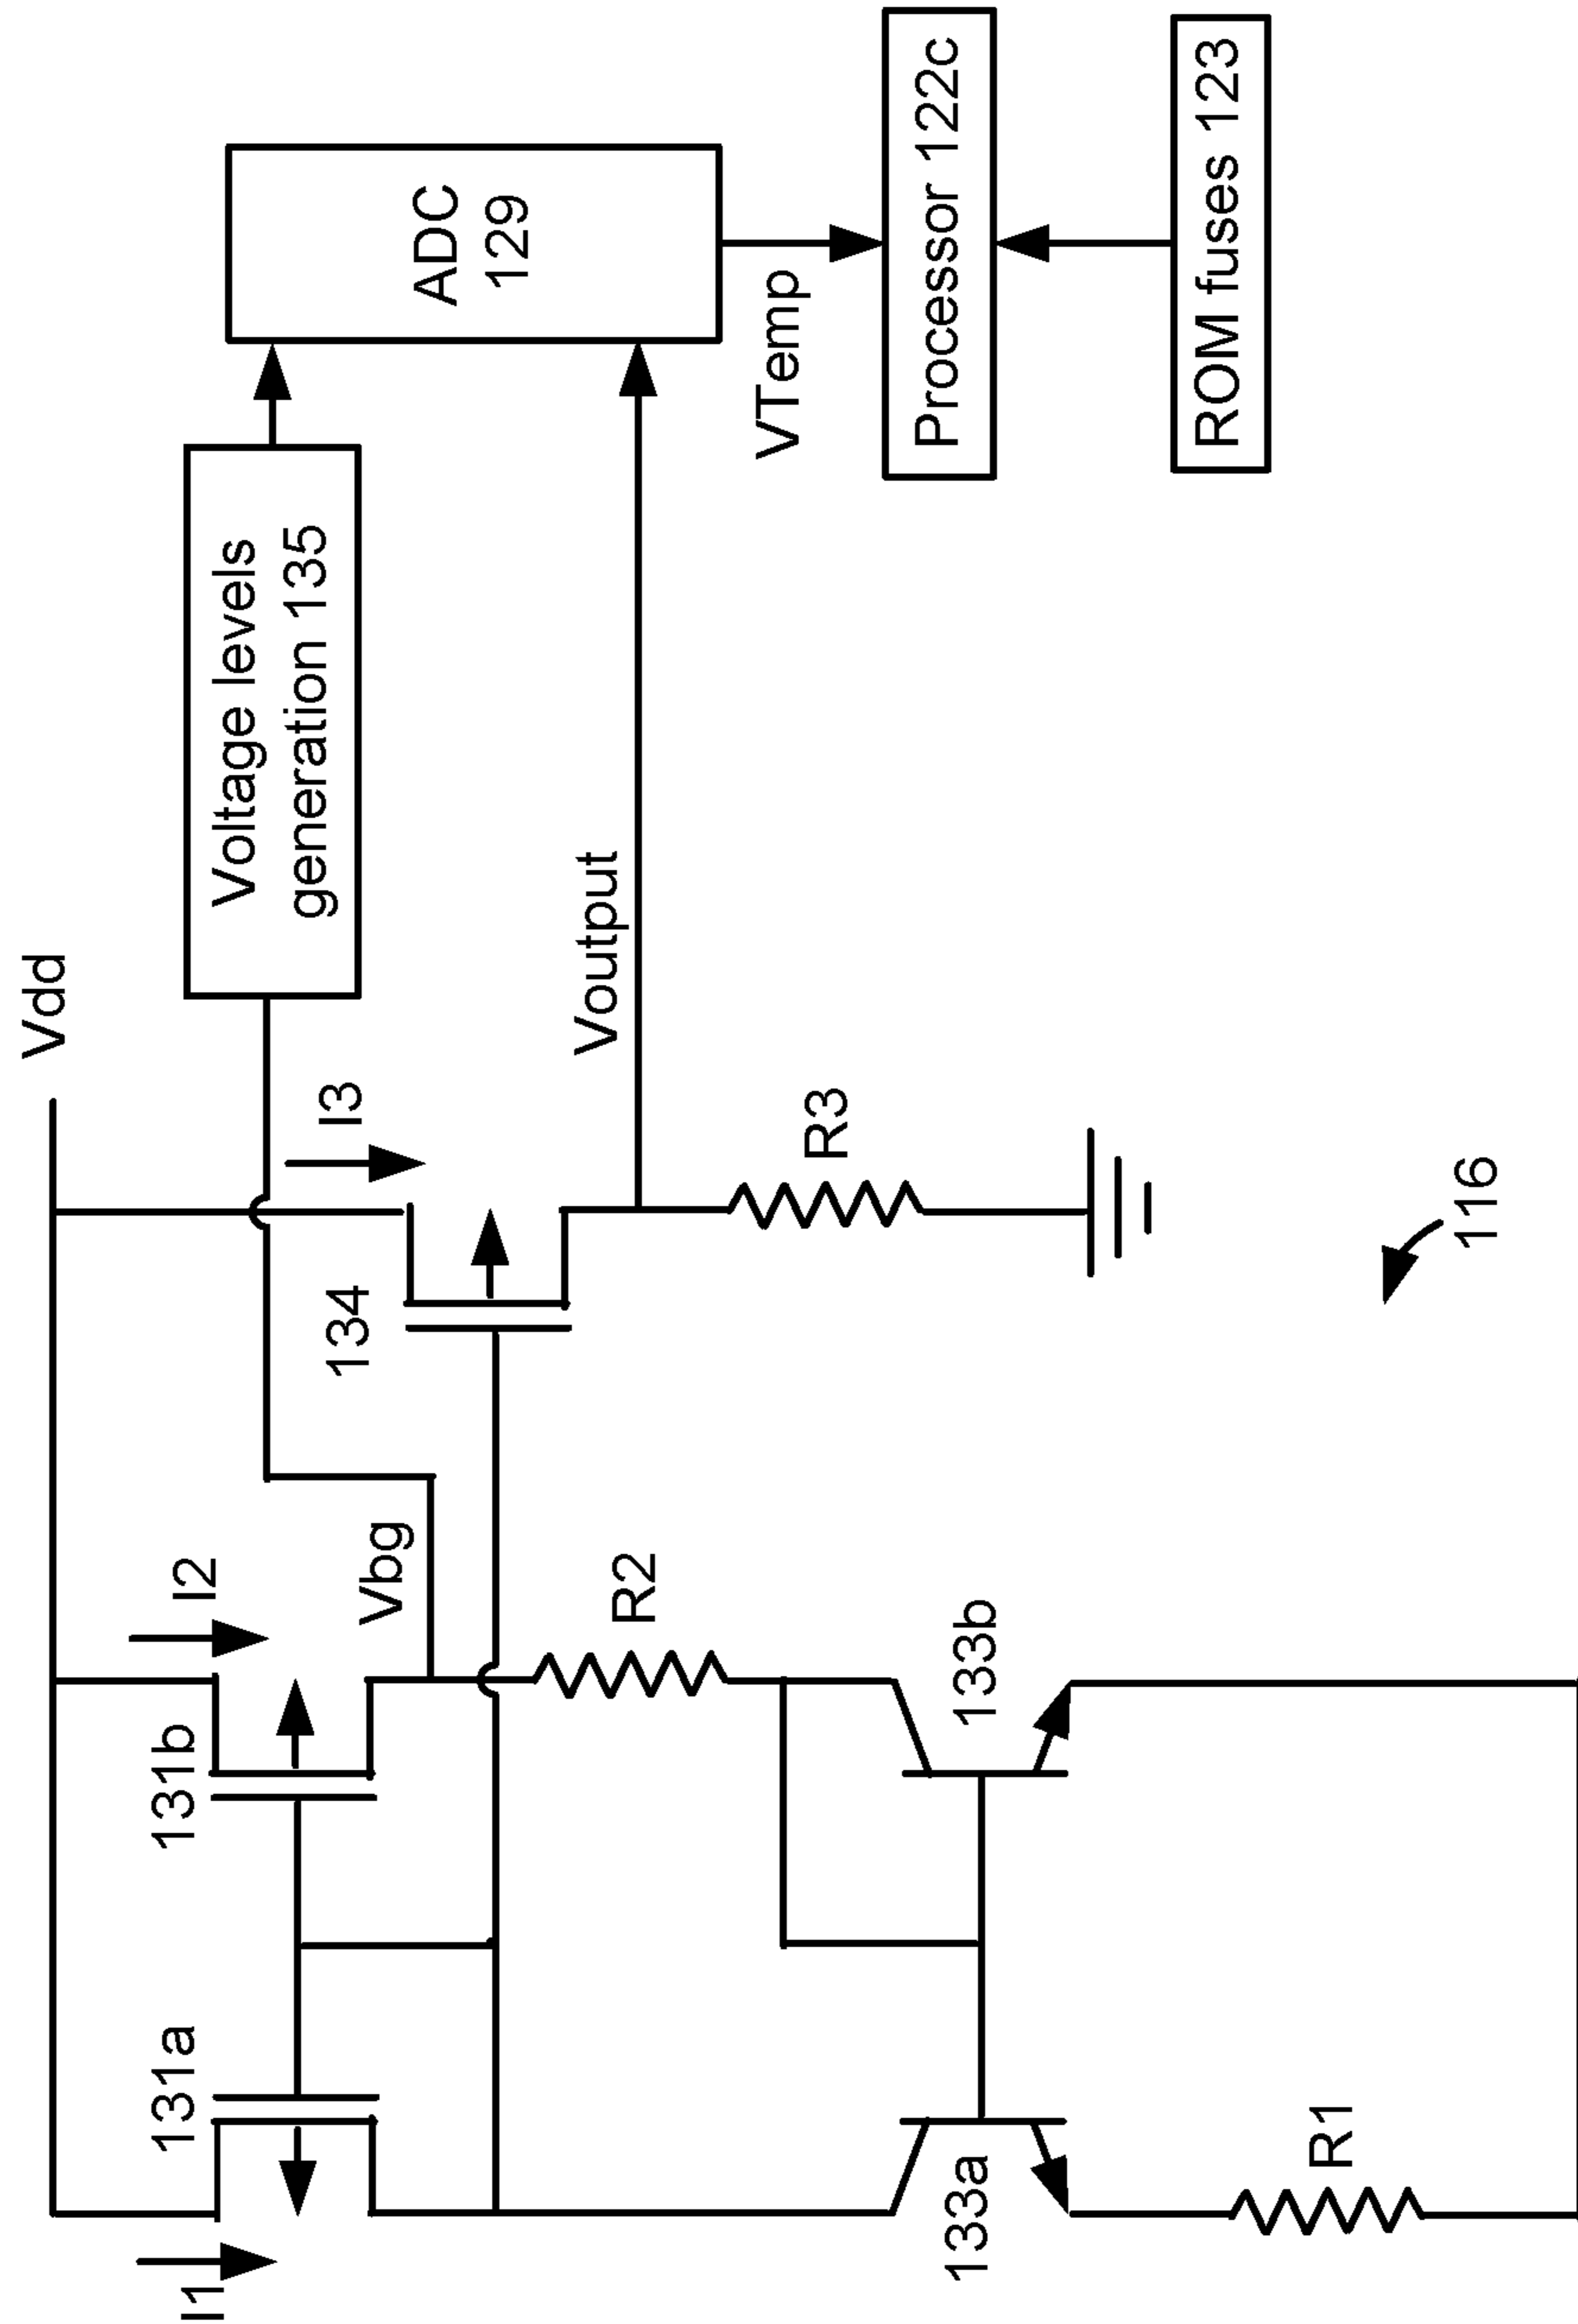 Vdd
I1
131a
131b
I2
Vbg
134
I3
Voltage levels
generation 135
ADC
129
Voutput
R2
R3
VTemp
Processor 122c
ROM fuses 123
133a
133b
R1
116